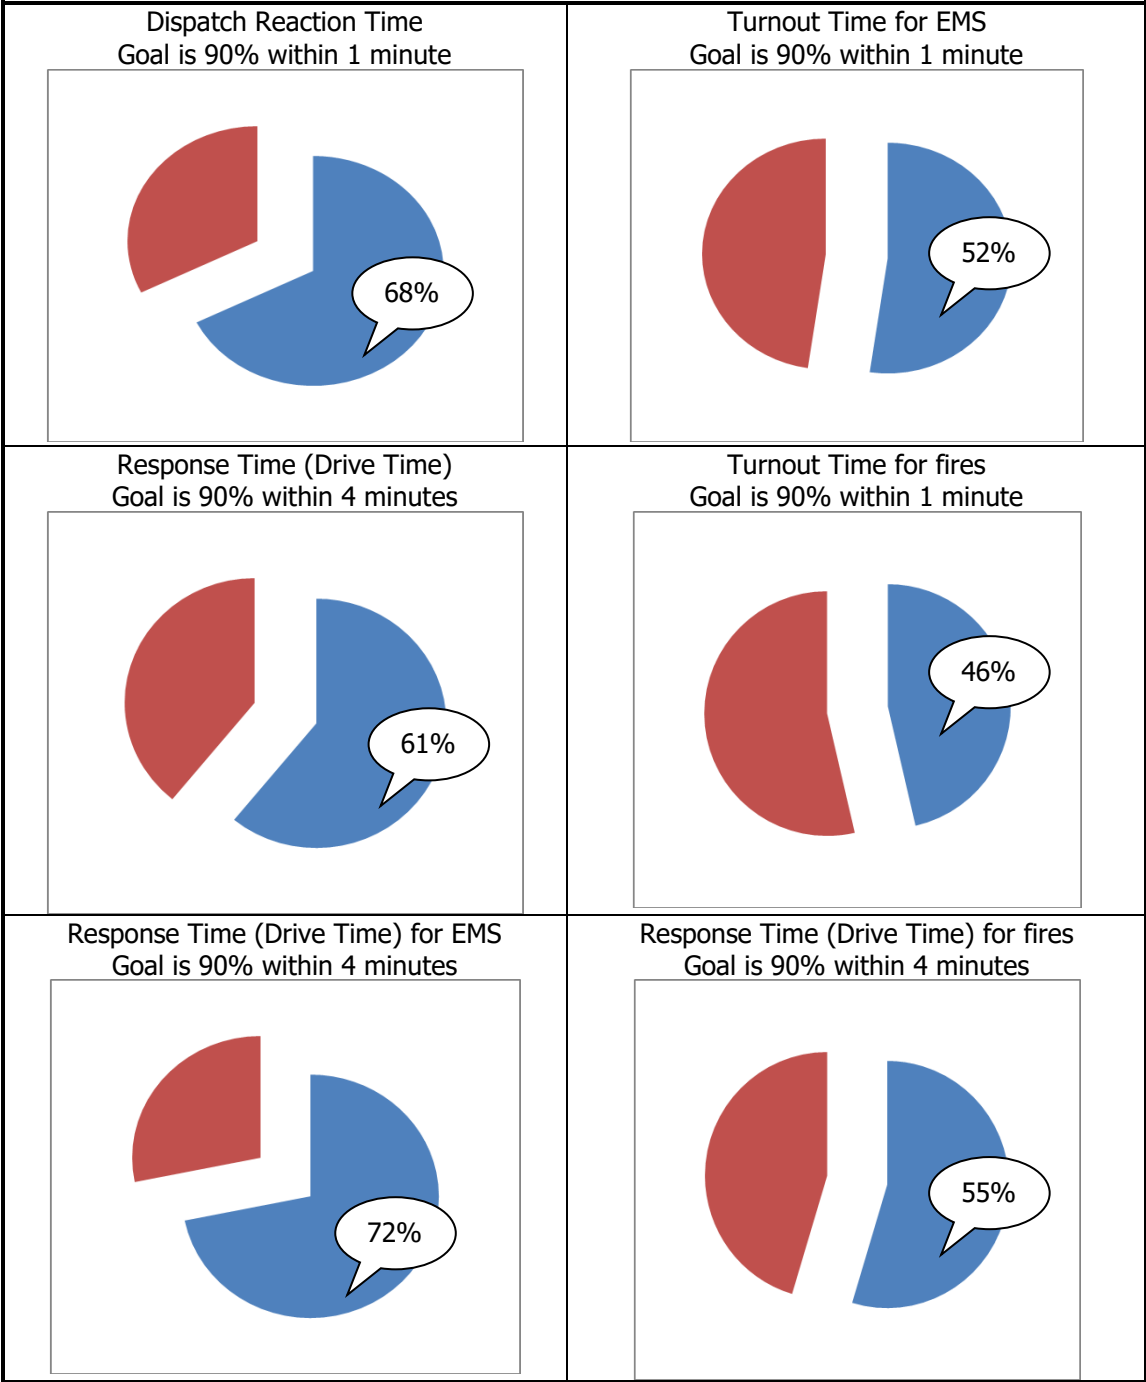 Dispatch Reaction Time
Goal is 90% within 1 minute
68%
Turnout Time for EMS
Goal is 90% within 1 minute
52%
Response Time (Drive Time)
Goal is 90% within 4 minutes
61%
Turnout Time for fires
Goal is 90% within 1 minute
46%
Response Time (Drive Time) for EMS
Goal is 90% within 4 minutes
72%
Response Time (Drive Time) for fires
Goal is 90% within 4 minutes
55%